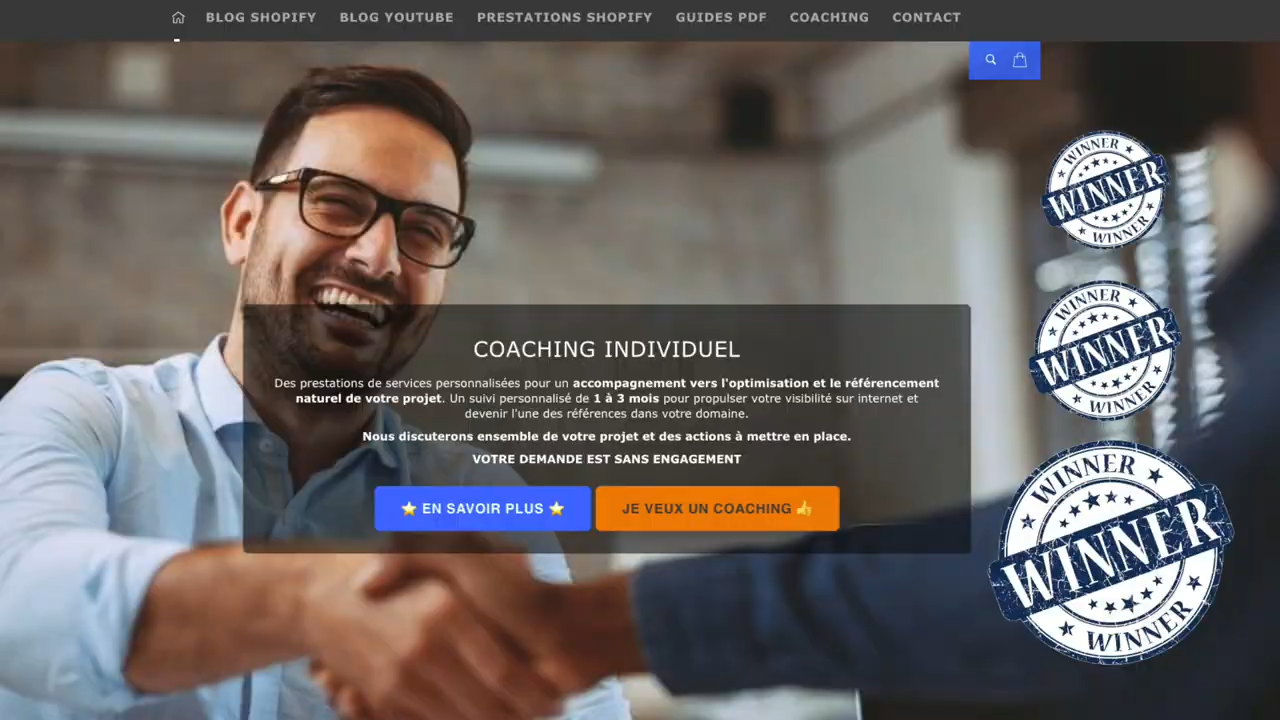 BLOG SHOPIFY BLOG YOUTUBE PRESTATIONS SHOPIFY GUIDES PDF COACHING CONTACT
WINNER
WINNER
WINNER
WINNER
WINNER
WINNER
COACHING INDIVIDUEL
Des prestations de services personnalisées pour un accompagnement vers l'optimisation et le référencement
naturel de votre projet. Un suivi personnalisé de 1 à 3 mois pour propulser votre visibilité sur internet et
devenir l'une des références dans votre domaine.
Nous discuterons ensemble de votre projet et des actions à mettre en place.
VOTRE DEMANDE EST SANS ENGAGEMENT
⭐ EN SAVOIR PLUS ⭐ JE VEUX UN COACHING 👍
WINNER
WINNER
WINNER